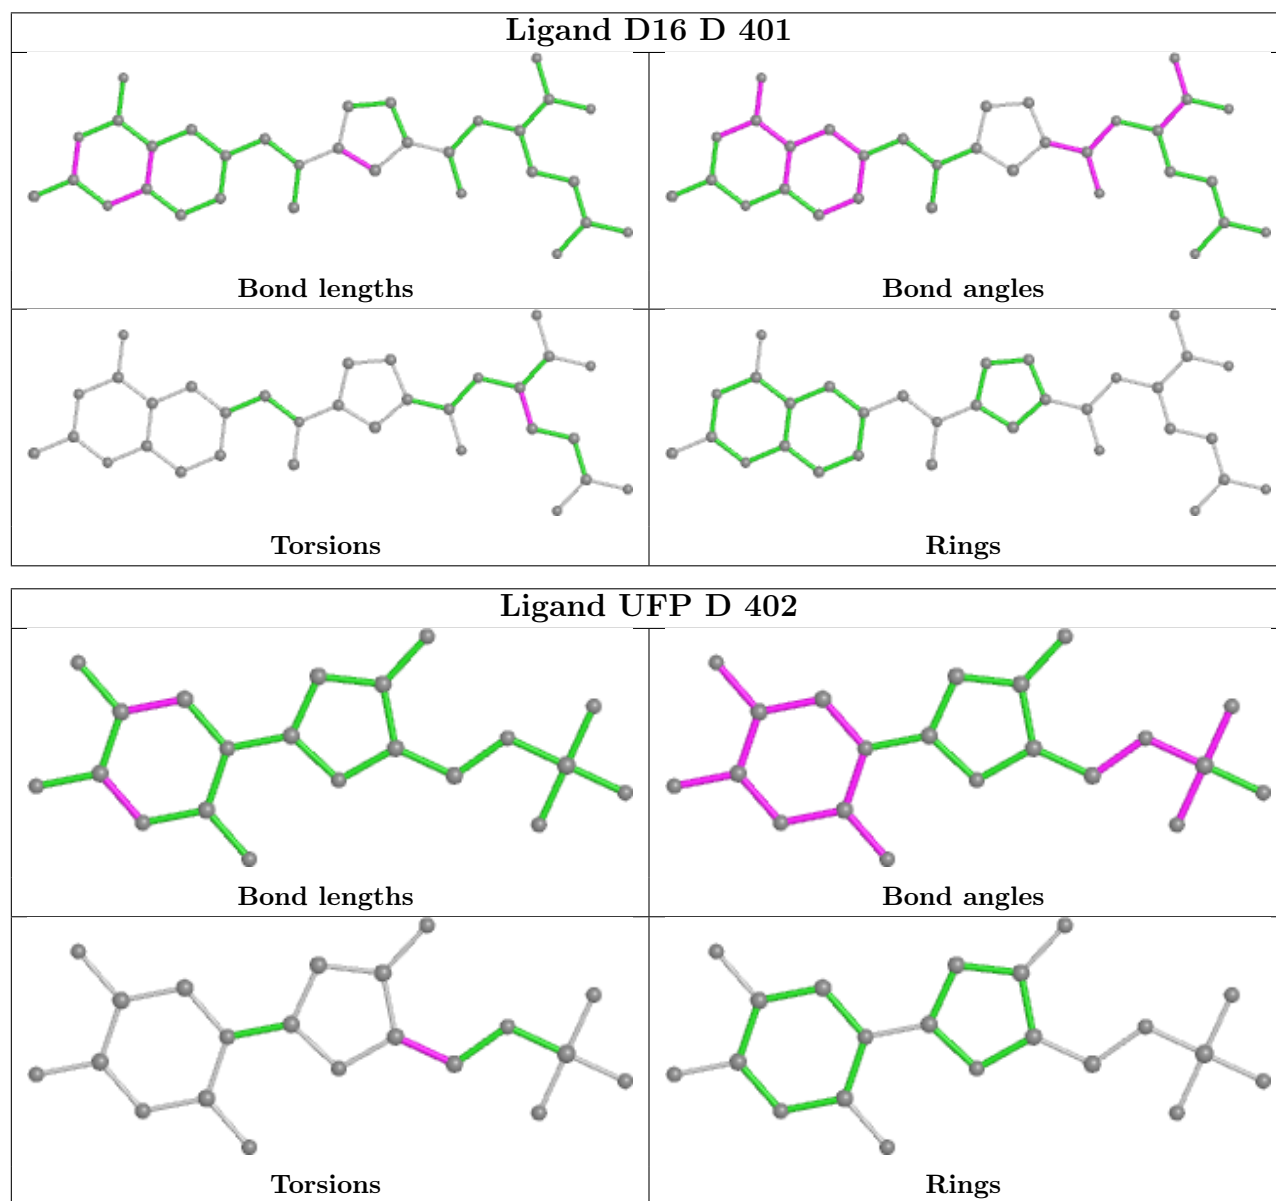 Ligand D16 D 401
Bond lengths
Bond angles
Torsions
Rings
Ligand UFP D 402
Bond lengths
Bond angles
Torsions
Rings